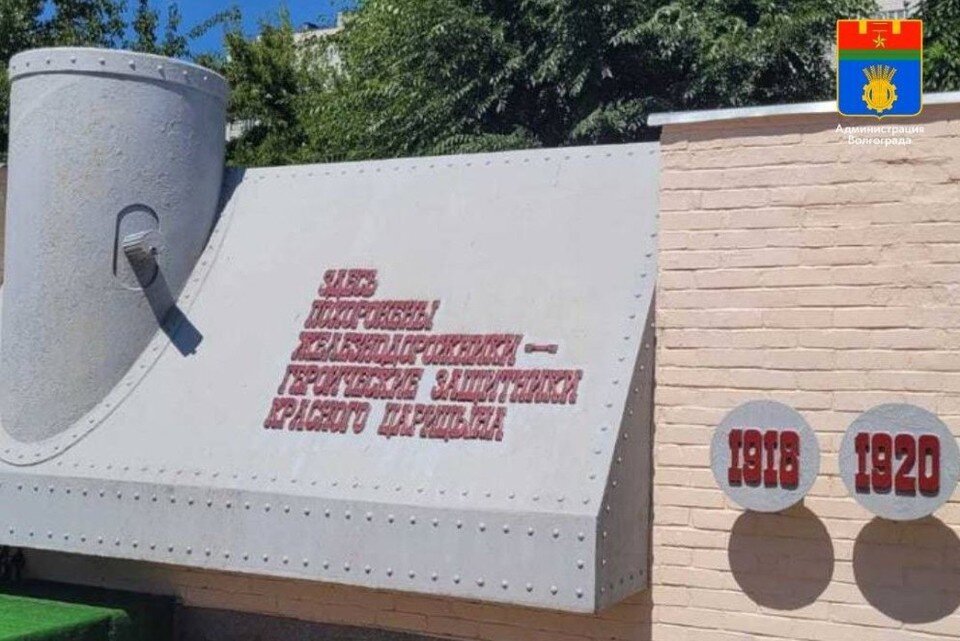 Администрация
Волгограда
ЗДЕСЬ
ПОХОРОНЕНЫ
ЖЕЛЕЗНОДОРОЖНИКИ —
ГЕРОИЧЕСКИЕ ЗАЩИТНИКИ
КРАСНОГО ЦАРИЦЫНА
1918
1920